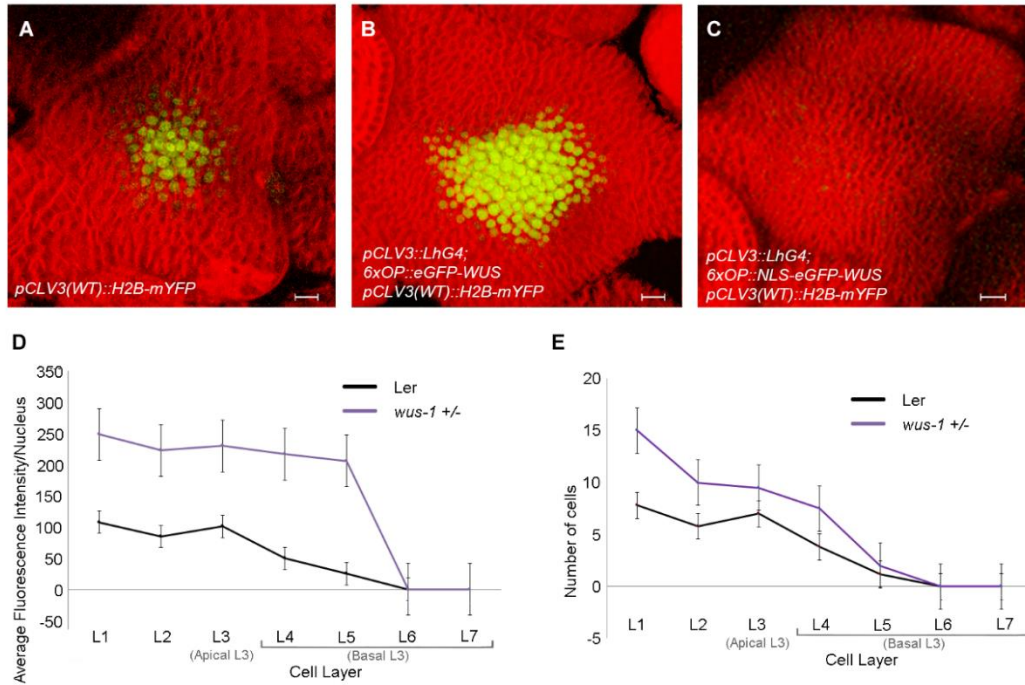 A
pCLV3(WT)::H2B-mYFP
B
pCLV3::LhG4;
6xOP::eGFP-WUS
pCLV3(WT)::H2B-mYFP
C
pCLV3::LhG4;
6xOP::NLS-eGFP-WUS
pCLV3(WT)::H2B-mYFP
D
Average Fluorescence Intensity/Nucleus
350
300
250
200
150
100
50
0
-50
Ler
wus-1 +/-
L1 L2 L3 L4 L5 L6 L7
(Apical L3) (Basal L3)
Cell Layer
E
Number of cells
20
15
10
5
0
-5
Ler
wus-1 +/-
L1 L2 L3 L4 L5 L6 L7
(Apical L3) (Basal L3)
Cell Layer